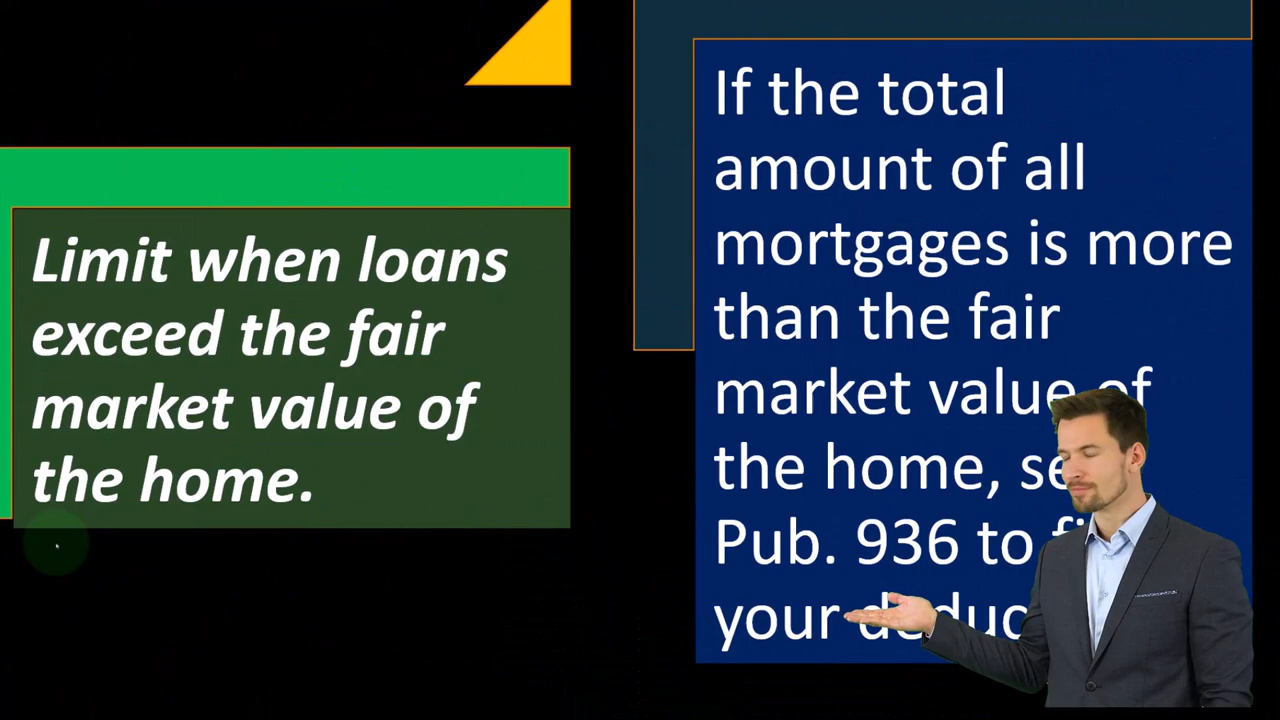 Limit when loans
exceed the fair
market value of
the home.
If the total
amount of all
mortgages is more
than the fair
market value of
the home,
Pub. 936 to
your